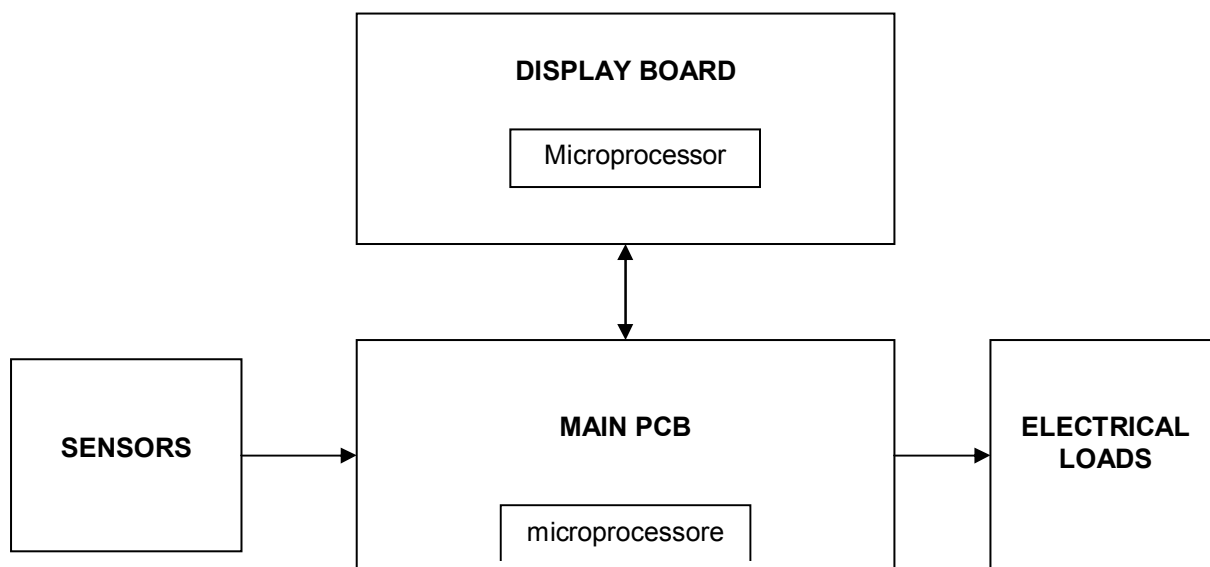 DISPLAY BOARD
Microprocessor
SENSORS
MAIN PCB
microprocessore
ELECTRICAL
LOADS